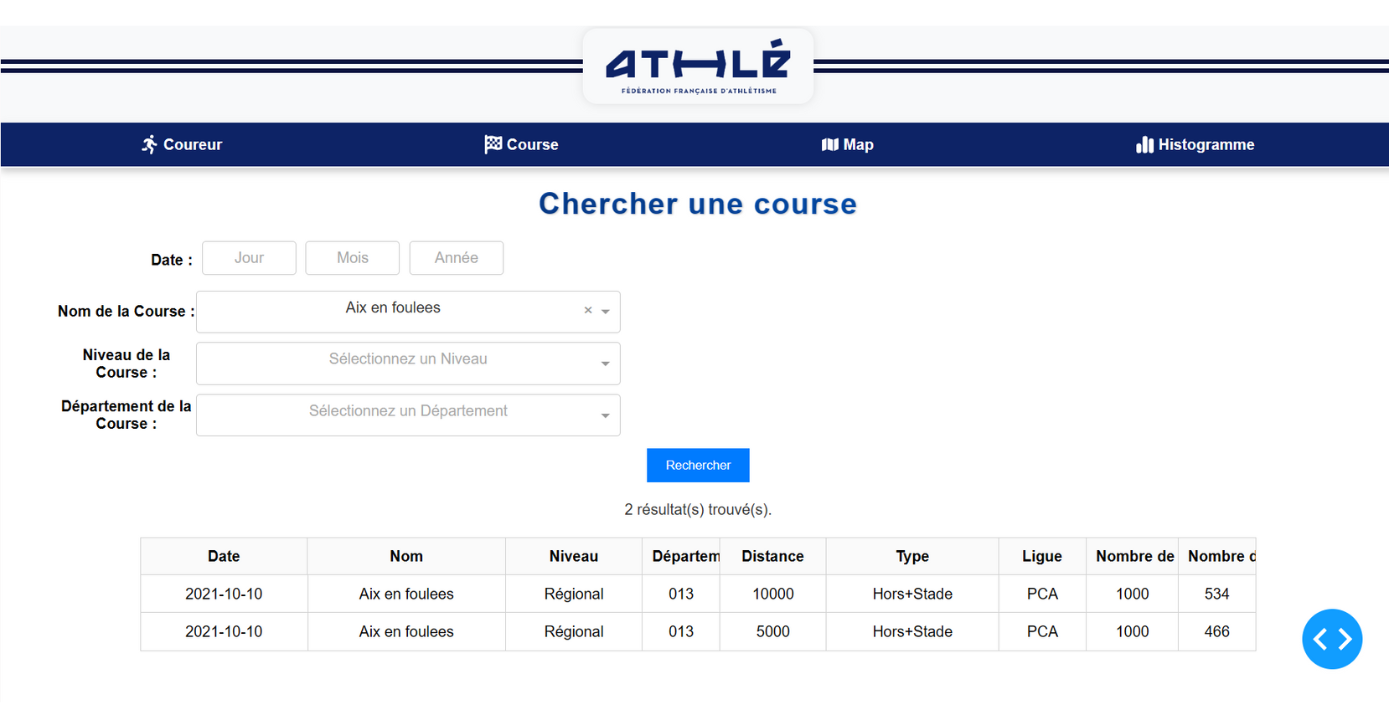 ATHLÉ
FÉDÉRATION FRANÇAISE D'ATHLÉTISME
Coureur Course Map Histogramme
Chercher une course
Date : Jour Mois Année
Nom de la Course : Aix en foulees × 
Niveau de la Course : Sélectionnez un Niveau
Département de la Course : Sélectionnez un Département
Rechercher
2 résultat(s) trouvé(s).
Date Nom Niveau Départem Distance Type Ligue Nombre de Nombre d
2021-10-10 Aix en foulees Régional 013 10000 Hors+Stade PCA 1000 534
2021-10-10 Aix en foulees Régional 013 5000 Hors+Stade PCA 1000 466